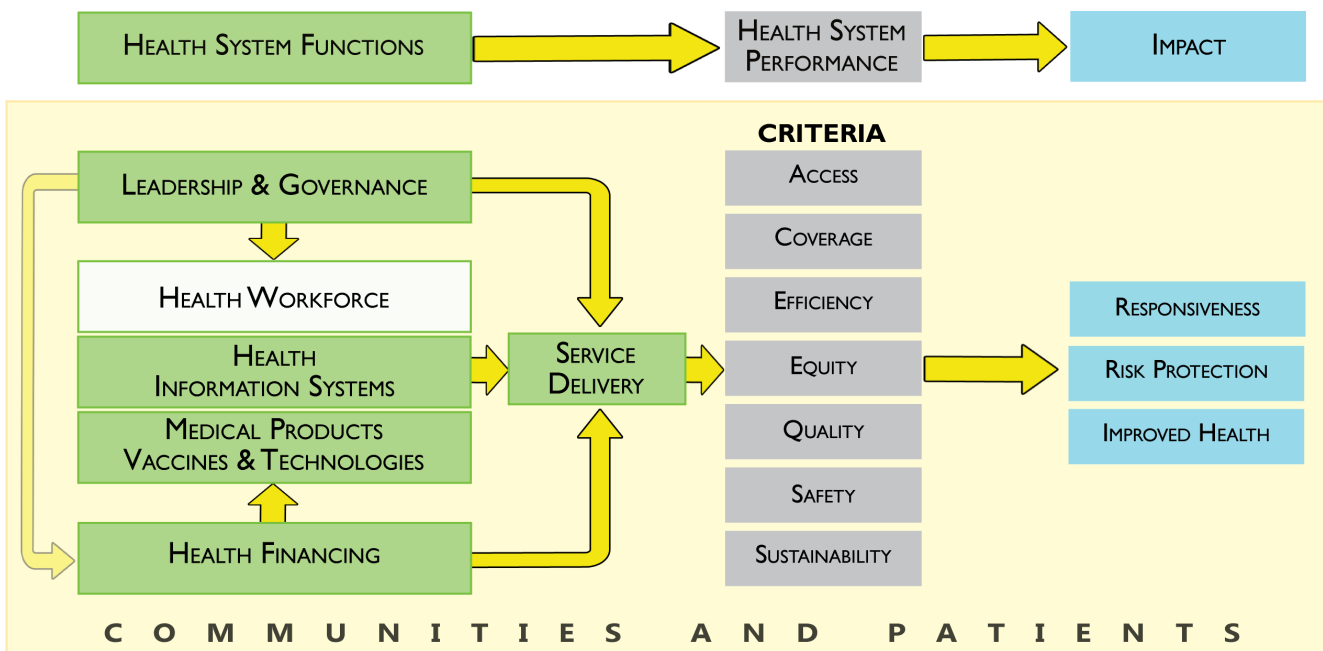 Health System Functions
Health System
Performance
Impact
CRITERIA
Leadership & Governance
Health Workforce
Health
Information Systems
Medical Products
Vaccines & Technologies
Health Financing
Service
Delivery
Access
Coverage
Efficiency
Equity
Quality
Safety
Sustainability
Responsiveness
Risk Protection
Improved Health
COMMUNITIES AND PATIENTS